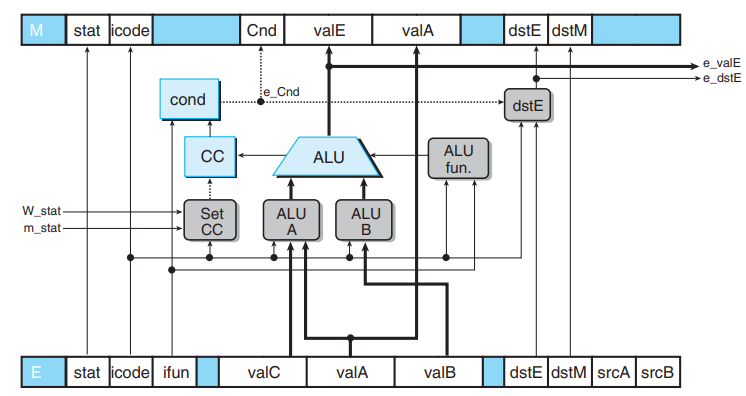 M stat icode Cnd valE valA dstE dstM
e_valE
e_dstE
e_Cnd
cond
dstE
CC
ALU
ALU
fun.
W_stat
m_stat
Set
CC
ALU
A
ALU
B
E stat icode ifun valC valA valB dstE dstM srcA srcB